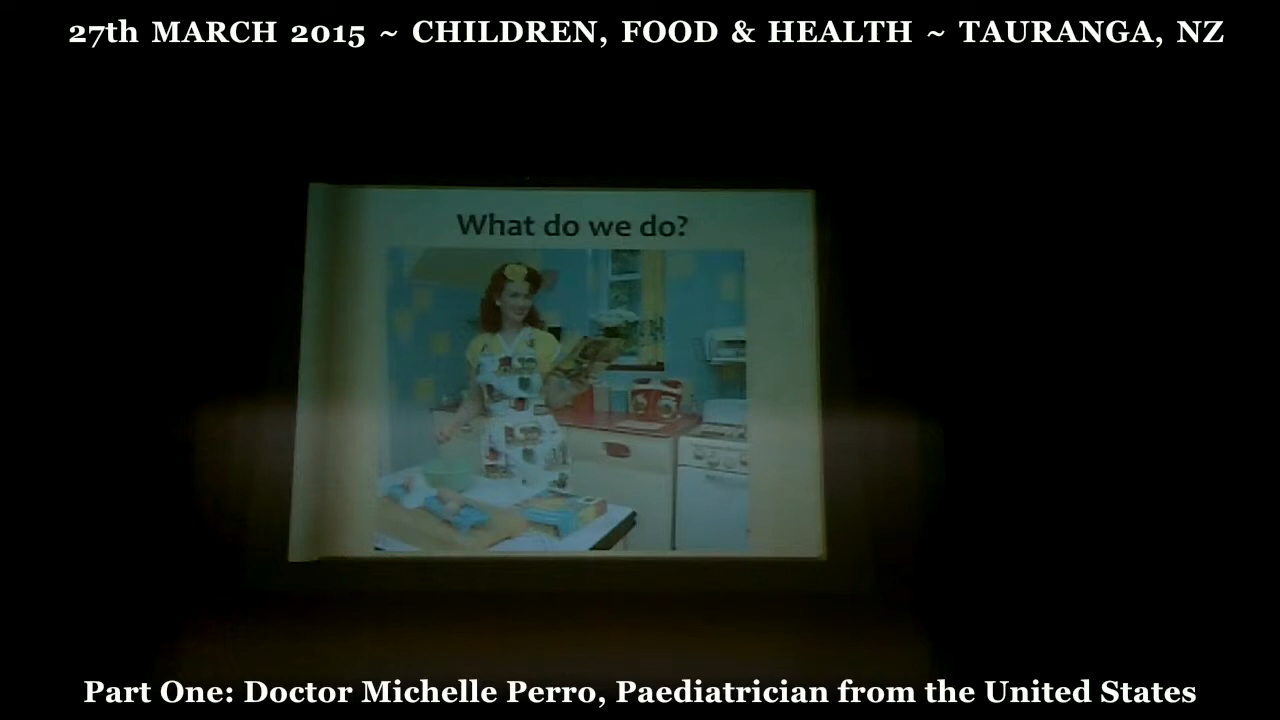 27th MARCH 2015 ~ CHILDREN, FOOD & HEALTH ~ TAURANGA, NZ
What do we do?
Part One: Doctor Michelle Perro, Paediatrician from the United States